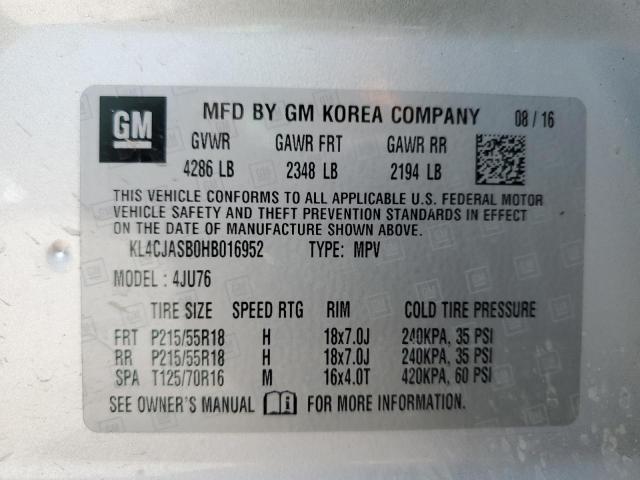 GM MFD BY GM KOREA COMPANY 08/16
GVWR GAWR FRT GAWR RR
4286 LB 2348 LB 2194 LB
THIS VEHICLE CONFORMS TO ALL APPLICABLE U.S. FEDERAL MOTOR
VEHICLE SAFETY AND THEFT PREVENTION STANDARDS IN EFFECT
ON THE DATE OF MANUFACTURE SHOWN ABOVE.
KL4CJASB0HB016952 TYPE: MPV
MODEL : 4JU76
TIRE SIZE SPEED RTG RIM COLD TIRE PRESSURE
FRT P215/55R18 H 18x7.0J 240KPA, 35 PSI
RR P215/55R18 H 18x7.0J 240KPA, 35 PSI
SPA T125/70R16 M 16x4.0T 420KPA, 60 PSI
SEE OWNER'S MANUAL FOR MORE INFORMATION.